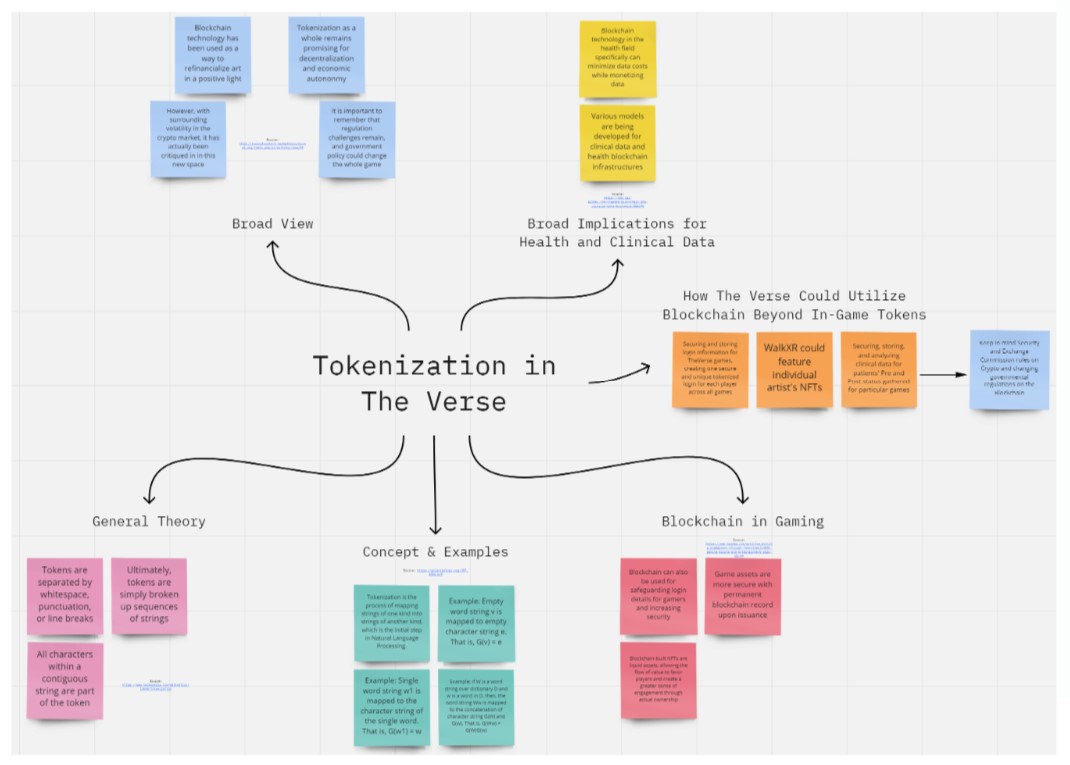 Blockchain
technology has
been used as a
way to
refinancialize art
in a positive light
Tokenization as a
whole remains
promising for
decentralization
and economic
autonomy
However, with
surrounding
volatility in the
crypto market, it has
actually been
critiqued in in this
new space
It is important to
remember that
regulation
challenges remain,
and government
policy could change
the whole game
Broad View
Blockchain
technology in the
health field
specifically can
minimize data costs
while monetizing
data
Various models
are being
developed for
clinical data and
health blockchain
infrastructures
Broad Implications for
Health and Clinical Data
How The Verse Could Utilize
Blockchain Beyond In-Game Tokens
Securing and storing
login information for
TheVerse games,
creating one secure
and unique tokenized
login for each player
across all games
WalkXR could
feature
individual
artist's NFTs
Securing, storing,
and analyzing
clinical data for
patients! Pre and
Post status gathered
for particular games
Keep in mind Security
and Exchange
Commission rules on
Crypto and changing
governmental
regulations on the
blockchain
Tokenization in
The Verse
General Theory
Tokens are
separated by
whitespace,
punctuation,
or line breaks
Ultimately,
tokens are
simply broken
up sequences
of strings
All characters
within a
contiguous
string are part
of the token
Concept & Examples
Tokenization is the
process of mapping
strings of one kind into
strings of another kind,
which is the initial step
in Natural Language
Processing.
Example: Empty
word string v is
mapped to empty
character string e.
That is, G(v) = e
Example: Single
word string w1 is
mapped to the
character string of
the single word.
That is, G(w1) = w
Example: If W is a word
string over dictionary D and
w is a word in D, then, the
word string Ww is mapped
to the concatenation of
character string G(W) and
Blockchain in Gaming
Blockchain can also
be used for
safeguarding login
details for gamers
and increasing
security
Game assets are
more secure with
permanent
blockchain record
upon issuance
Blockchain-built NFTs are
liquid assets, allowing the
flow of value to favor
players and create a
greater sense of
engagement through
actual ownership